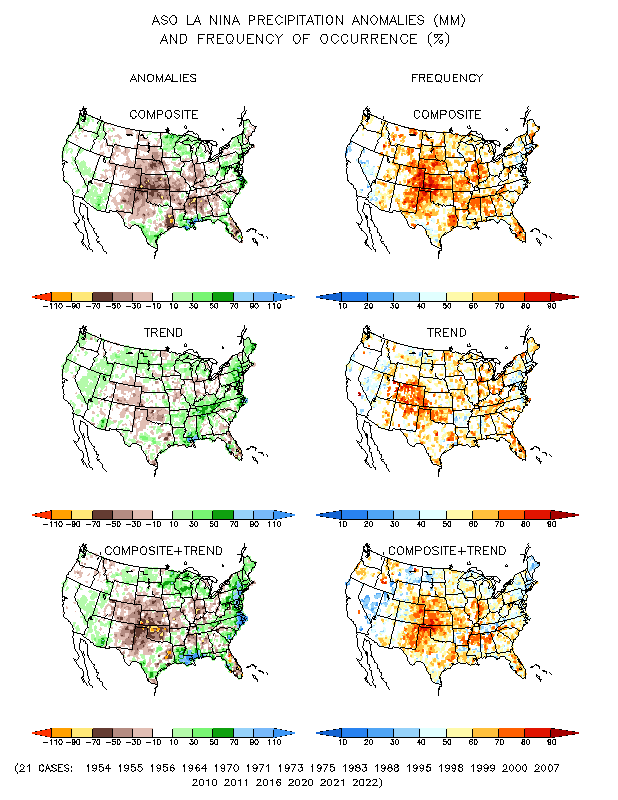 ASO LA NINA PRECIPITATION ANOMALIES (MM)
AND FREQUENCY OF OCCURRENCE (%)
ANOMALIES FREQUENCY
COMPOSITE COMPOSITE
-110 -90 -70 -50 -30 -10 10 30 50 70 90 110 10 20 30 40 50 60 70 80 90
TREND TREND
-110 -90 -70 -50 -30 -10 10 30 50 70 90 110 10 20 30 40 50 60 70 80 90
COMPOSITE+TREND COMPOSITE+TREND
-110 -90 -70 -50 -30 -10 10 30 50 70 90 110 10 20 30 40 50 60 70 80 90
(21 CASES: 1954 1955 1956 1964 1970 1971 1973 1975 1983 1988 1995 1998 1999 2000 2007
2010 2011 2016 2020 2021 2022)